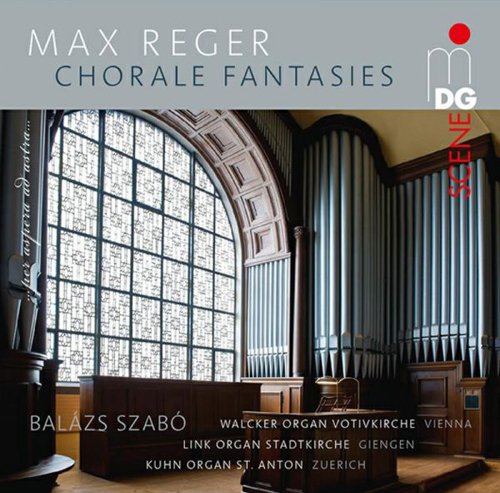 MAX REGER
CHORALE FANTASIES
mDG
SCENE
...per aspera ad astra...
BALÁZS SZABÓ
WALCKER ORGAN VOTIVKIRCHE VIENNA
LINK ORGAN STADTKIRCHE GIENGEN
KUHN ORGAN ST. ANTON ZUERICH